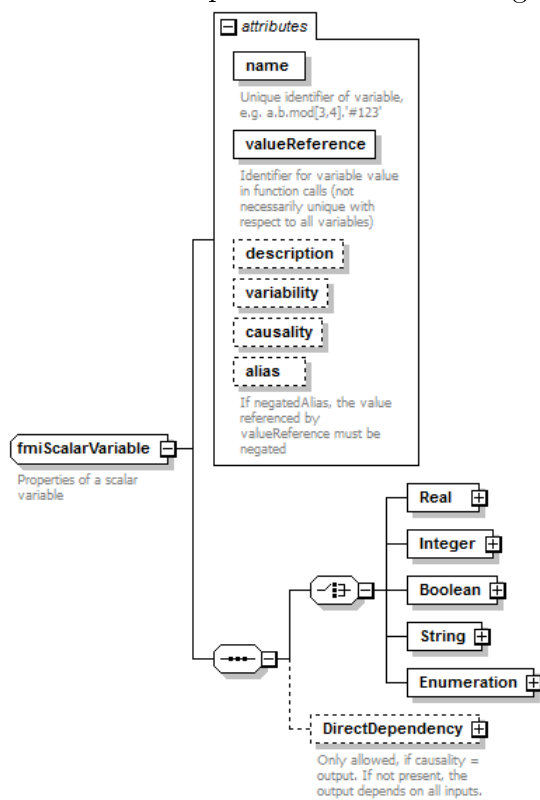 attributes
name
Unique identifier of variable,
e.g. a.b.mod[3,4].'#123'
valueReference
Identifier for variable value
in function calls (not
necessarily unique with
respect to all variables)
description
variability
causality
alias
If negatedAlias, the value
referenced by
valueReference must be
negated
fmiScalarVariable
Properties of a scalar
variable
Real
Integer
Boolean
String
Enumeration
DirectDependency
Only allowed, if causality =
output. If not present, the
output depends on all inputs.